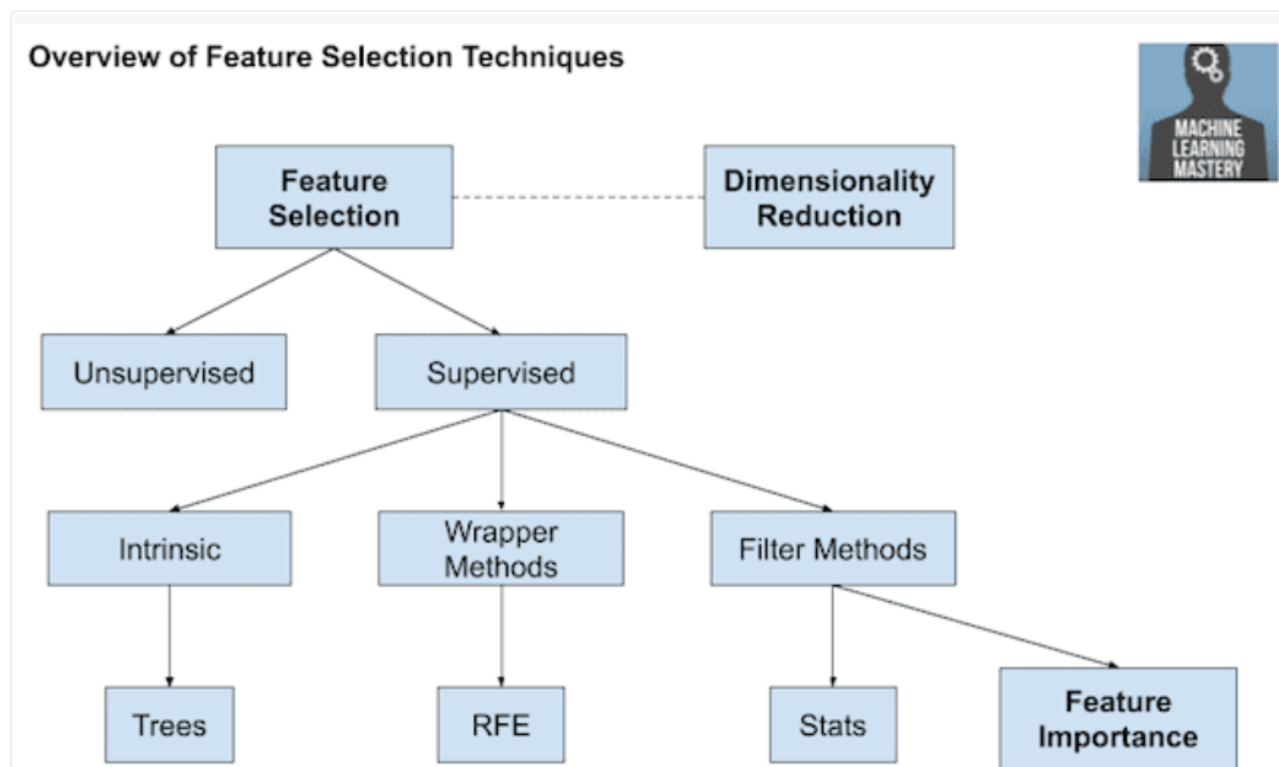 Overview of Feature Selection Techniques
MACHINE
LEARNING
MASTERY
Feature
Selection
Dimensionality
Reduction
Unsupervised
Supervised
Intrinsic
Wrapper
Methods
Filter Methods
Trees
RFE
Stats
Feature
Importance